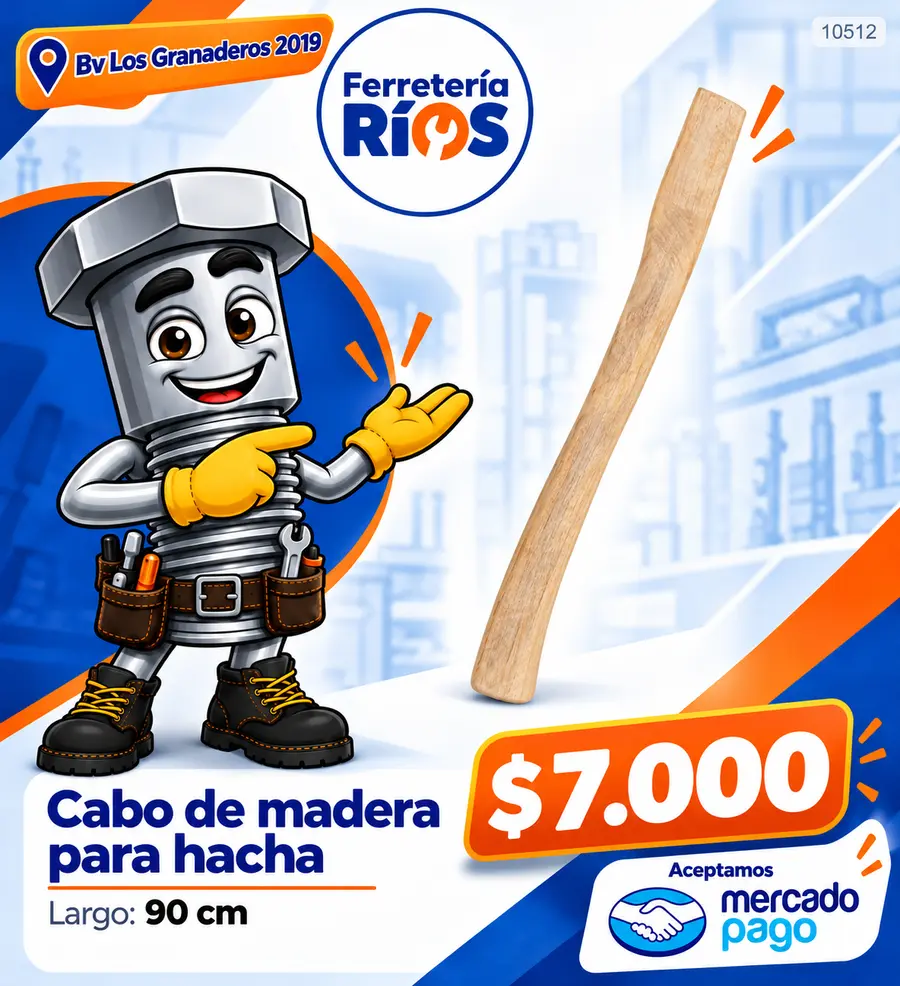 Bv Los Granaderos 2019
Ferretería
RÍOS
10512
Cabo de madera
para hacha
Largo: 90 cm
$7.000
Aceptamos
mercado
pago